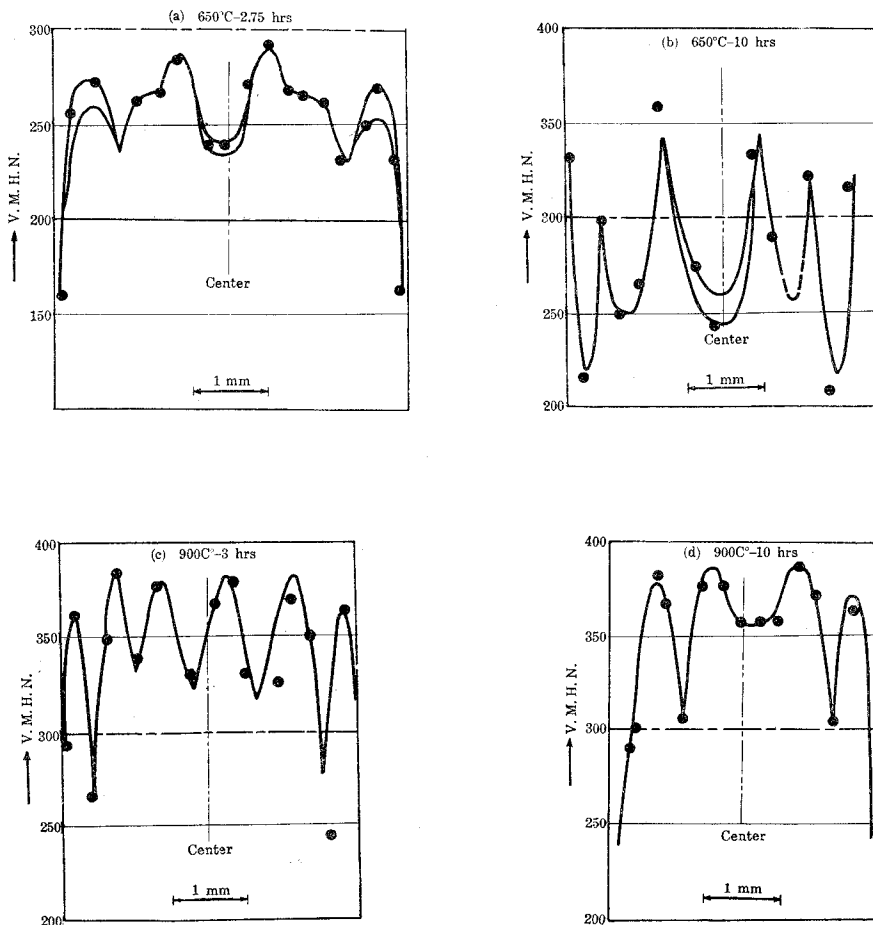 (a) 650°C-2.75 hrs
300
250
200
150
V. M. H. N.
Center
1 mm
(b) 650°C-10 hrs
400
350
300
250
200
V. M. H. N.
Center
1 mm
(c) 900C°-3 hrs
400
350
300
250
200
V. M. H. N.
Center
1 mm
(d) 900C°-10 hrs
400
350
300
250
200
V. M. H. N.
Center
1 mm